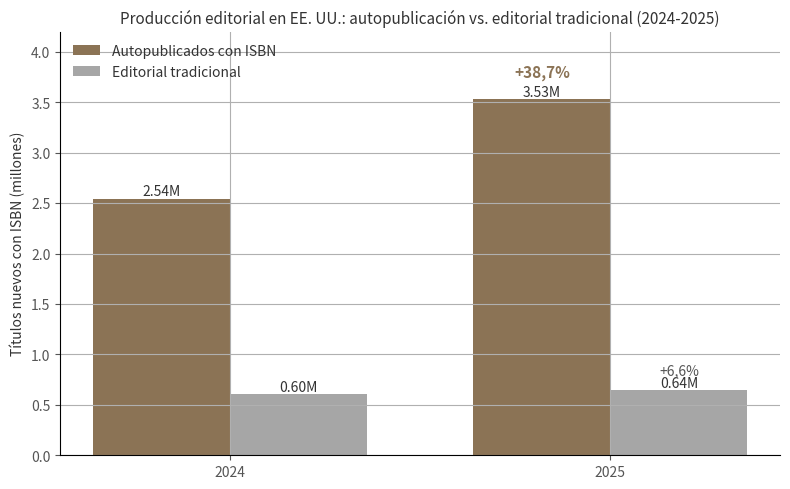 Producción editorial en EE. UU.: autopublicación vs. editorial tradicional (2024-2025)
Autopublicados con ISBN
Editorial tradicional
Títulos nuevos con ISBN (millones)
4.0
3.5
3.0
2.5
2.0
1.5
1.0
0.5
0.0
2.54M
0.60M
+38,7%
3.53M
+6,6%
0.64M
2024
2025